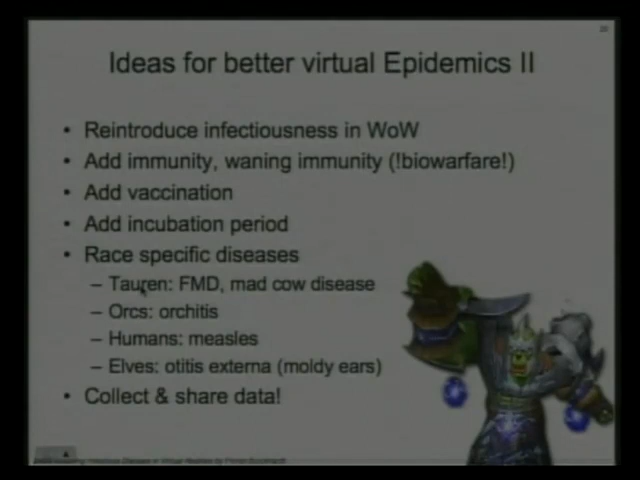 Ideas for better virtual Epidemics II
• Reintroduce infectiousness in WoW
• Add immunity, waning immunity (!biowarfare!)
• Add vaccination
• Add incubation period
• Race specific diseases
– Tauren: FMD, mad cow disease
– Orcs: orchitis
– Humans: measles
– Elves: otitis externa (moldy ears)
• Collect & share data!